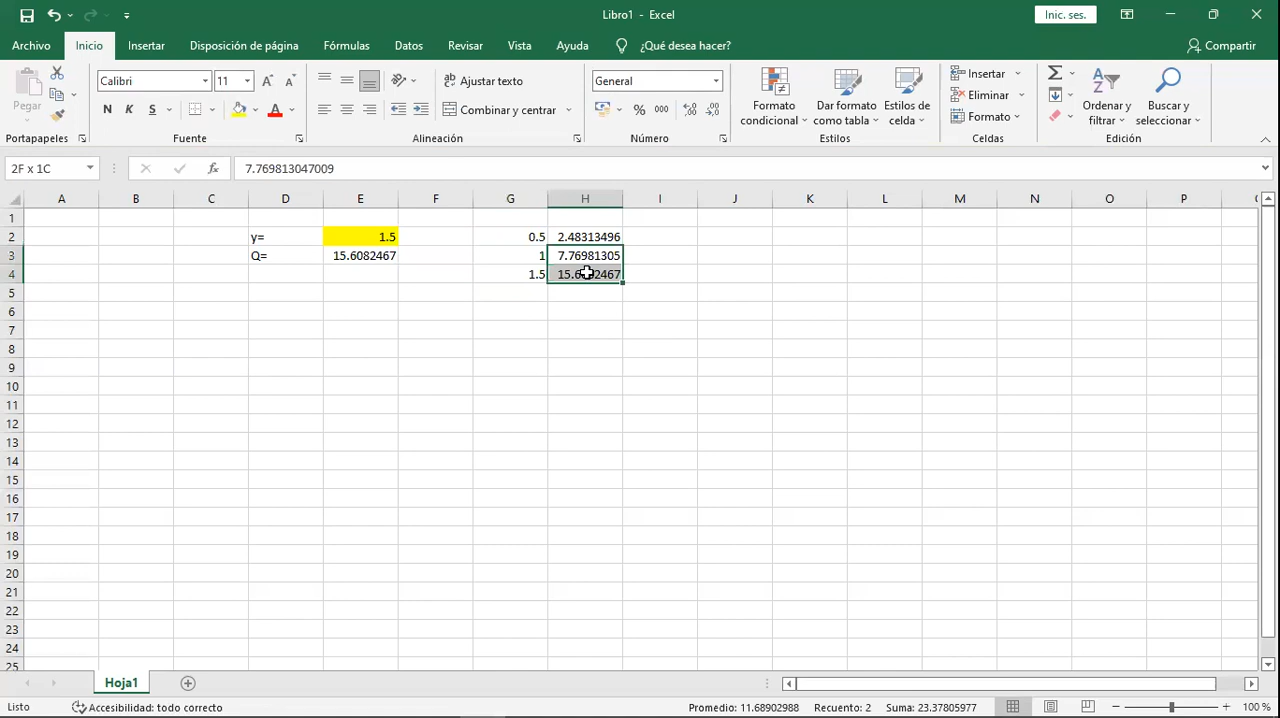 Libro1 - Excel
Inic. ses.
Archivo Inicio Insertar Disposición de página Fórmulas Datos Revisar Vista Ayuda ¿Qué desea hacer? Compartir
Pegar
Calibri 11
N K S
Ajustar texto
Combinar y centrar
General
% 000
Formato condicional
Dar formato como tabla
Estilos de celda
Insertar
Eliminar
Formato
Ordenar y filtrar
Buscar y seleccionar
Portapapeles Fuente Alineación Número Estilos Celdas Edición
2F x 1C fx 7.769813047009
A B C D E F G H I J K L M N O P
1
2 y= 1.5 0.5 2.48313496
3 Q= 15.6082467 1 7.76981305
4 1.5
5
6
7
8
9
10
11
12
13
14
15
16
17
18
19
20
21
22
23
24
25
Hoja1
Listo Accesibilidad: todo correcto Promedio: 11.68902988 Recuento: 2 Suma: 23.37805977 100 %